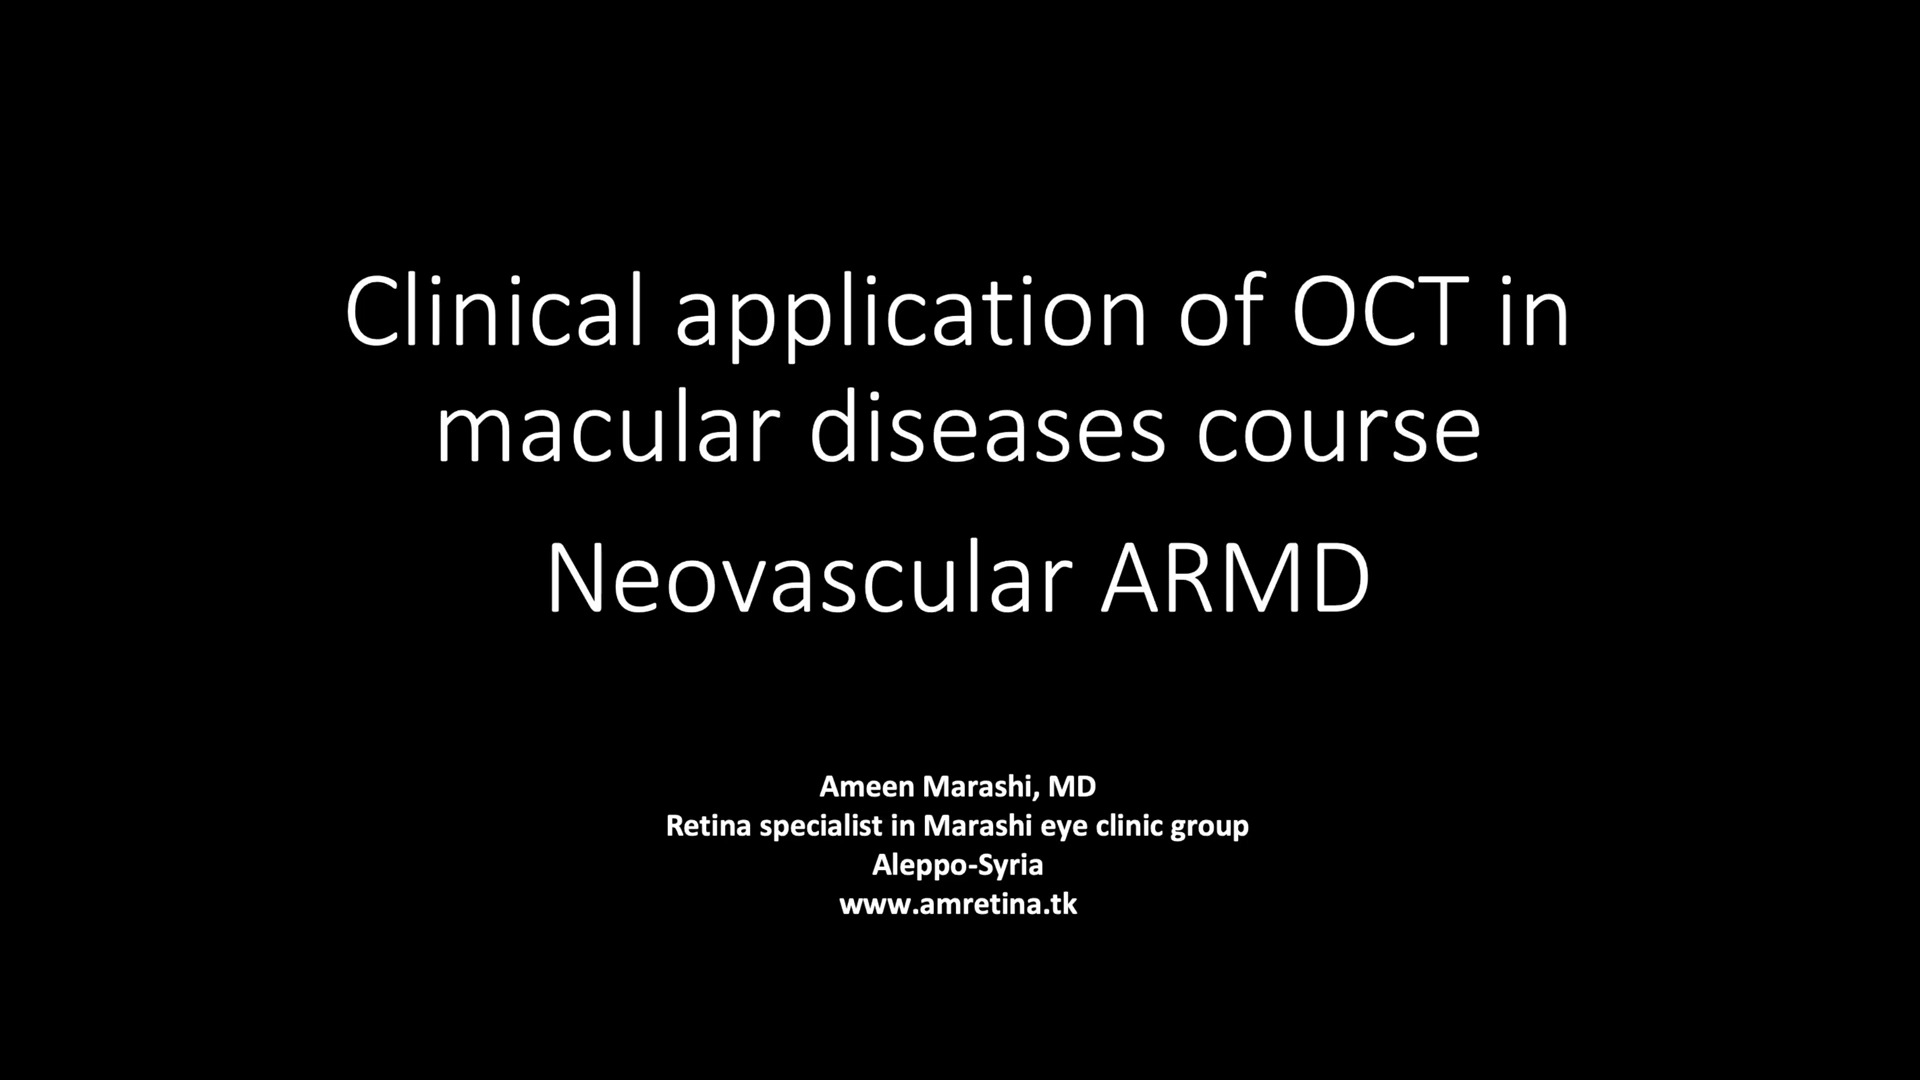 Clinical application of OCT in
macular diseases course
Neovascular ARMD
Ameen Marashi, MD
Retina specialist in Marashi eye clinic group
Aleppo-Syria
www.amretina.tk